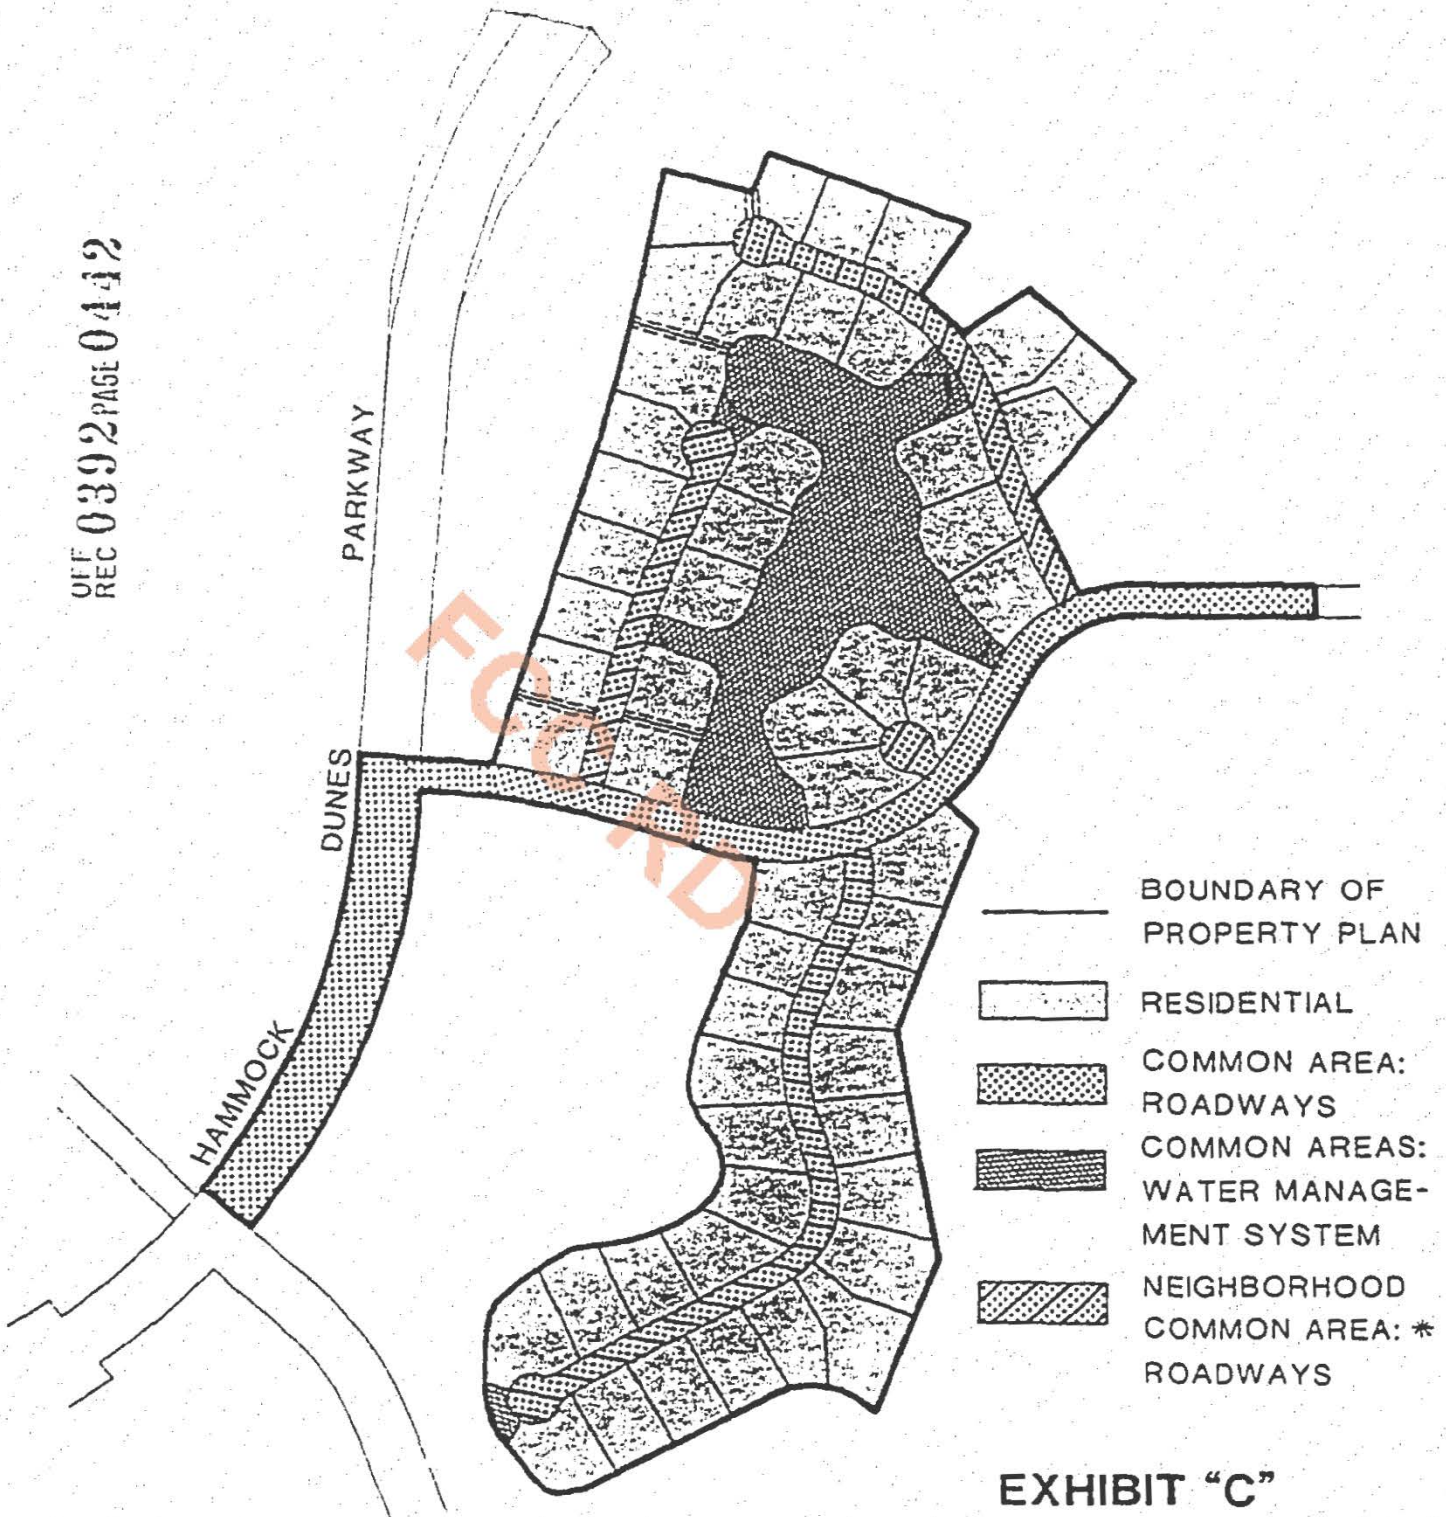 OFF
REC 0392 PAGE 0442
PARKWAY
DUNES
HAMMOCK
BOUNDARY OF
PROPERTY PLAN
RESIDENTIAL
COMMON AREA:
ROADWAYS
COMMON AREAS:
WATER MANAGE-
MENT SYSTEM
NEIGHBORHOOD
COMMON AREA: *
ROADWAYS
EXHIBIT “C”